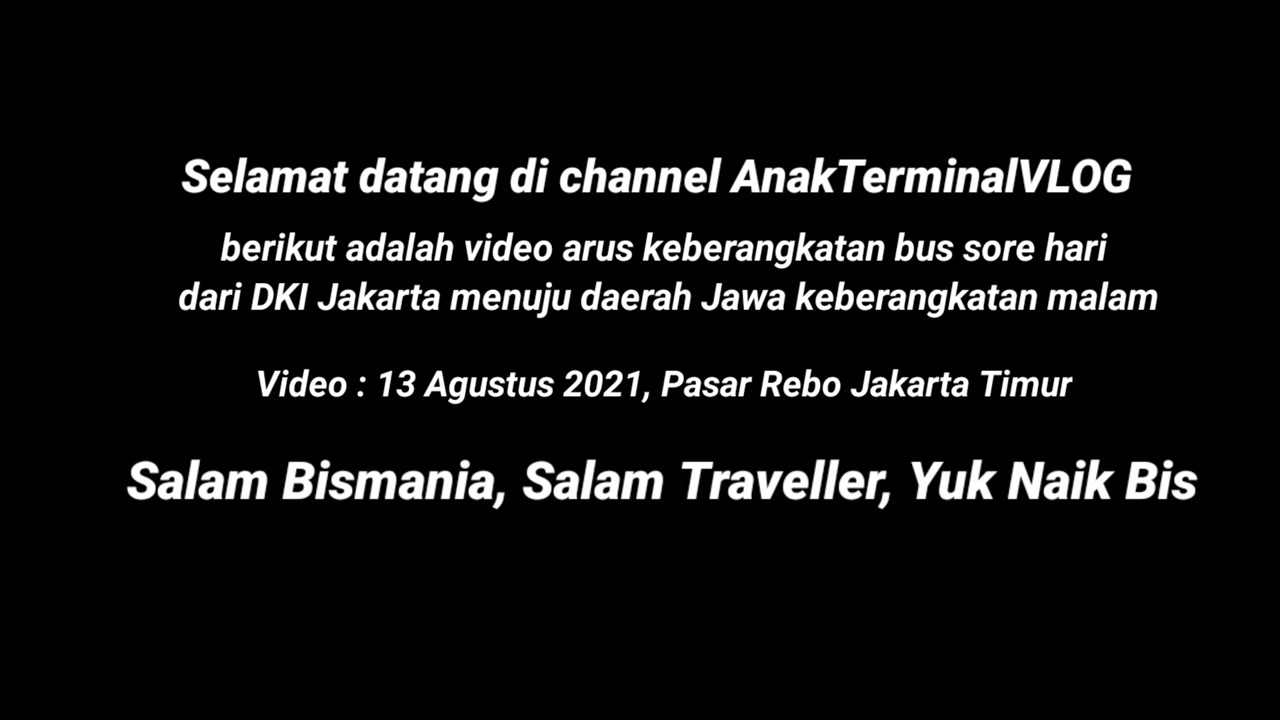 Selamat datang di channel AnakTerminalVLOG
berikut adalah video arus keberangkatan bus sore hari
dari DKI Jakarta menuju daerah Jawa keberangkatan malam
Video : 13 Agustus 2021, Pasar Rebo Jakarta Timur
Salam Bismania, Salam Traveller, Yuk Naik Bis